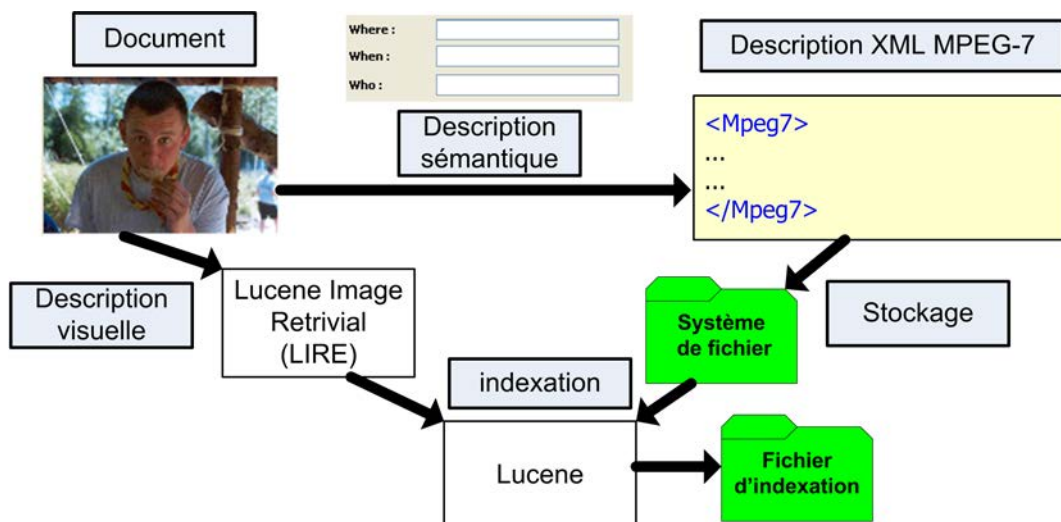 Document
Where :
When :
Who :
Description XML MPEG-7
Description
sémantique
<Mpeg7>
...
...
</Mpeg7>
Description
visuelle
Lucene Image
Retrivial
(LIRE)
Système
de fichier
Stockage
indexation
Lucene
Fichier
d'indexation